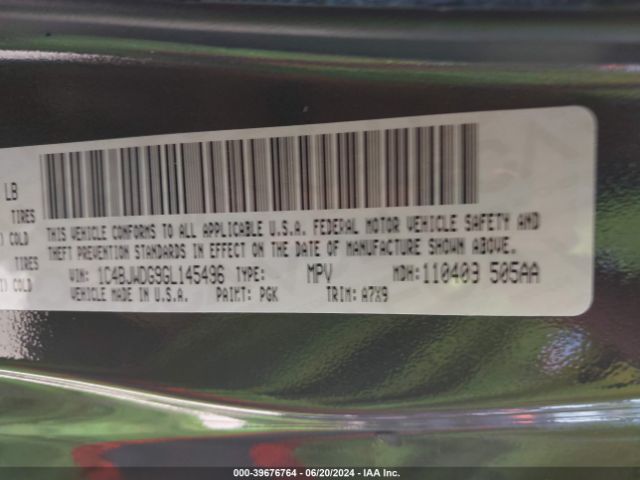 LB
TIRES
) COLD
TIRES
) COLD
THIS VEHICLE CONFORMS TO ALL APPLICABLE U.S.A. FEDERAL MOTOR VEHICLE SAFETY AND
THEFT PREVENTION STANDARDS IN EFFECT ON THE DATE OF MANUFACTURE SHOWN ABOVE.
VIN: 1C4BJWDG9GL145496 TYPE: MPV MDH: 110403 505AA
VEHICLE MADE IN U.S.A. PAINT: PGK TRIM: A7X9
000-39676764 / 06/20/2024 - IAA Inc.